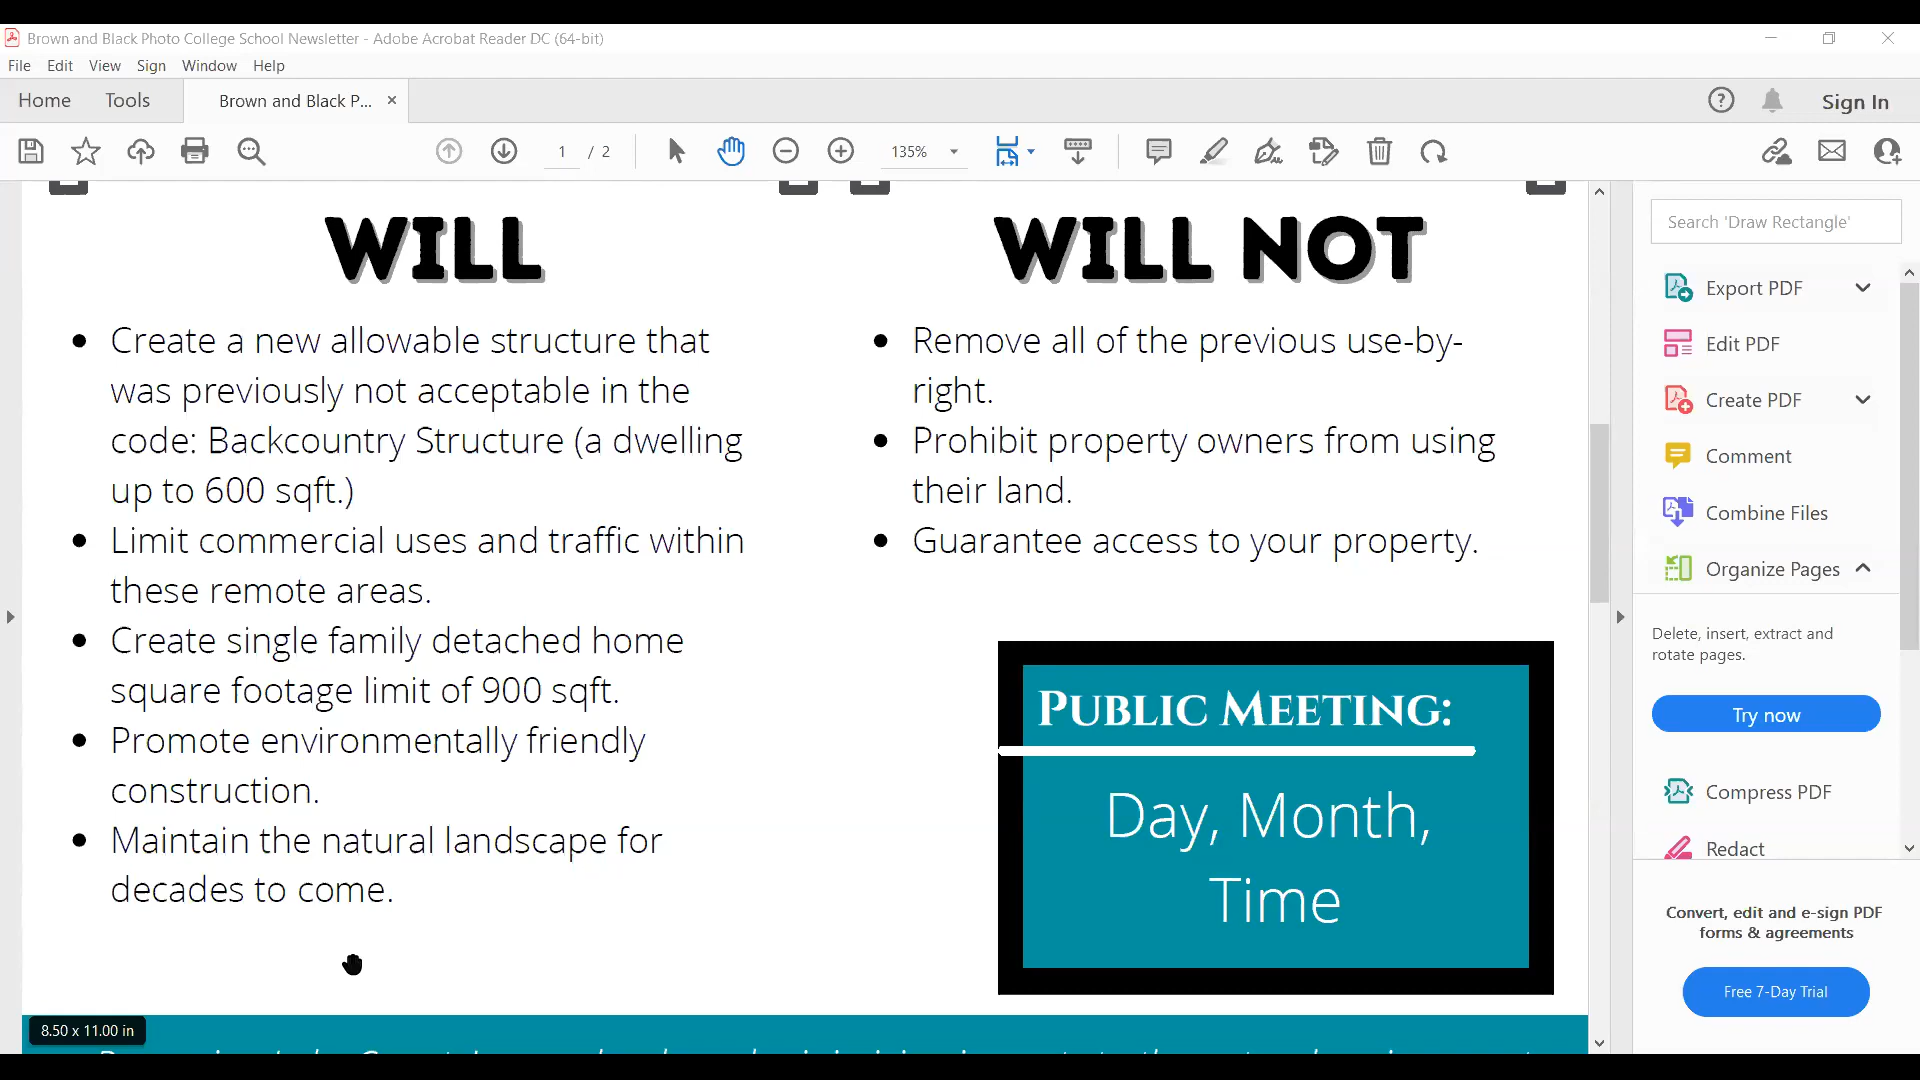 Brown and Black Photo College School Newsletter - Adobe Acrobat Reader DC (64-bit)
File Edit View Sign Window Help
Home Tools Brown and Black P... Sign In
1 / 2 135%
WILL
Create a new allowable structure that
was previously not acceptable in the
code: Backcountry Structure (a dwelling
up to 600 sqft.)
Limit commercial uses and traffic within
these remote areas.
Create single family detached home
square footage limit of 900 sqft.
Promote environmentally friendly
construction.
Maintain the natural landscape for
decades to come.
WILL NOT
Remove all of the previous use-by-
right.
Prohibit property owners from using
their land.
Guarantee access to your property.
PUBLIC MEETING:
Day, Month,
Time
8.50 x 11.00 in
Search 'Draw Rectangle'
Export PDF
Edit PDF
Create PDF
Comment
Combine Files
Organize Pages
Delete, insert, extract and
rotate pages.
Try now
Compress PDF
Redact
Convert, edit and e-sign PDF
forms & agreements
Free 7-Day Trial